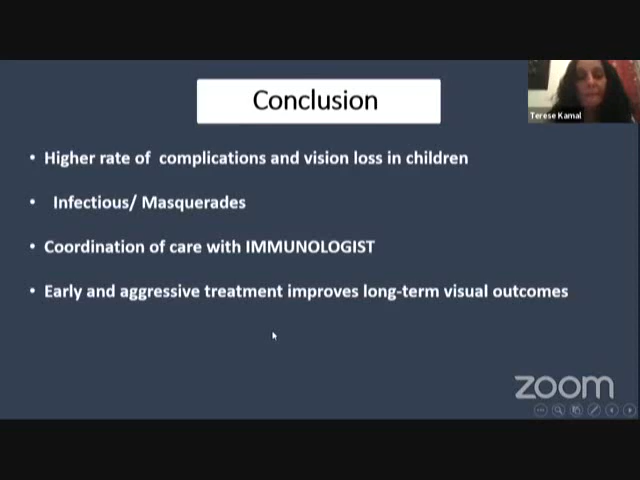 Conclusion
Terese Kamal
• Higher rate of complications and vision loss in children
• Infectious/ Masquerades
• Coordination of care with IMMUNOLOGIST
• Early and aggressive treatment improves long-term visual outcomes
zoom